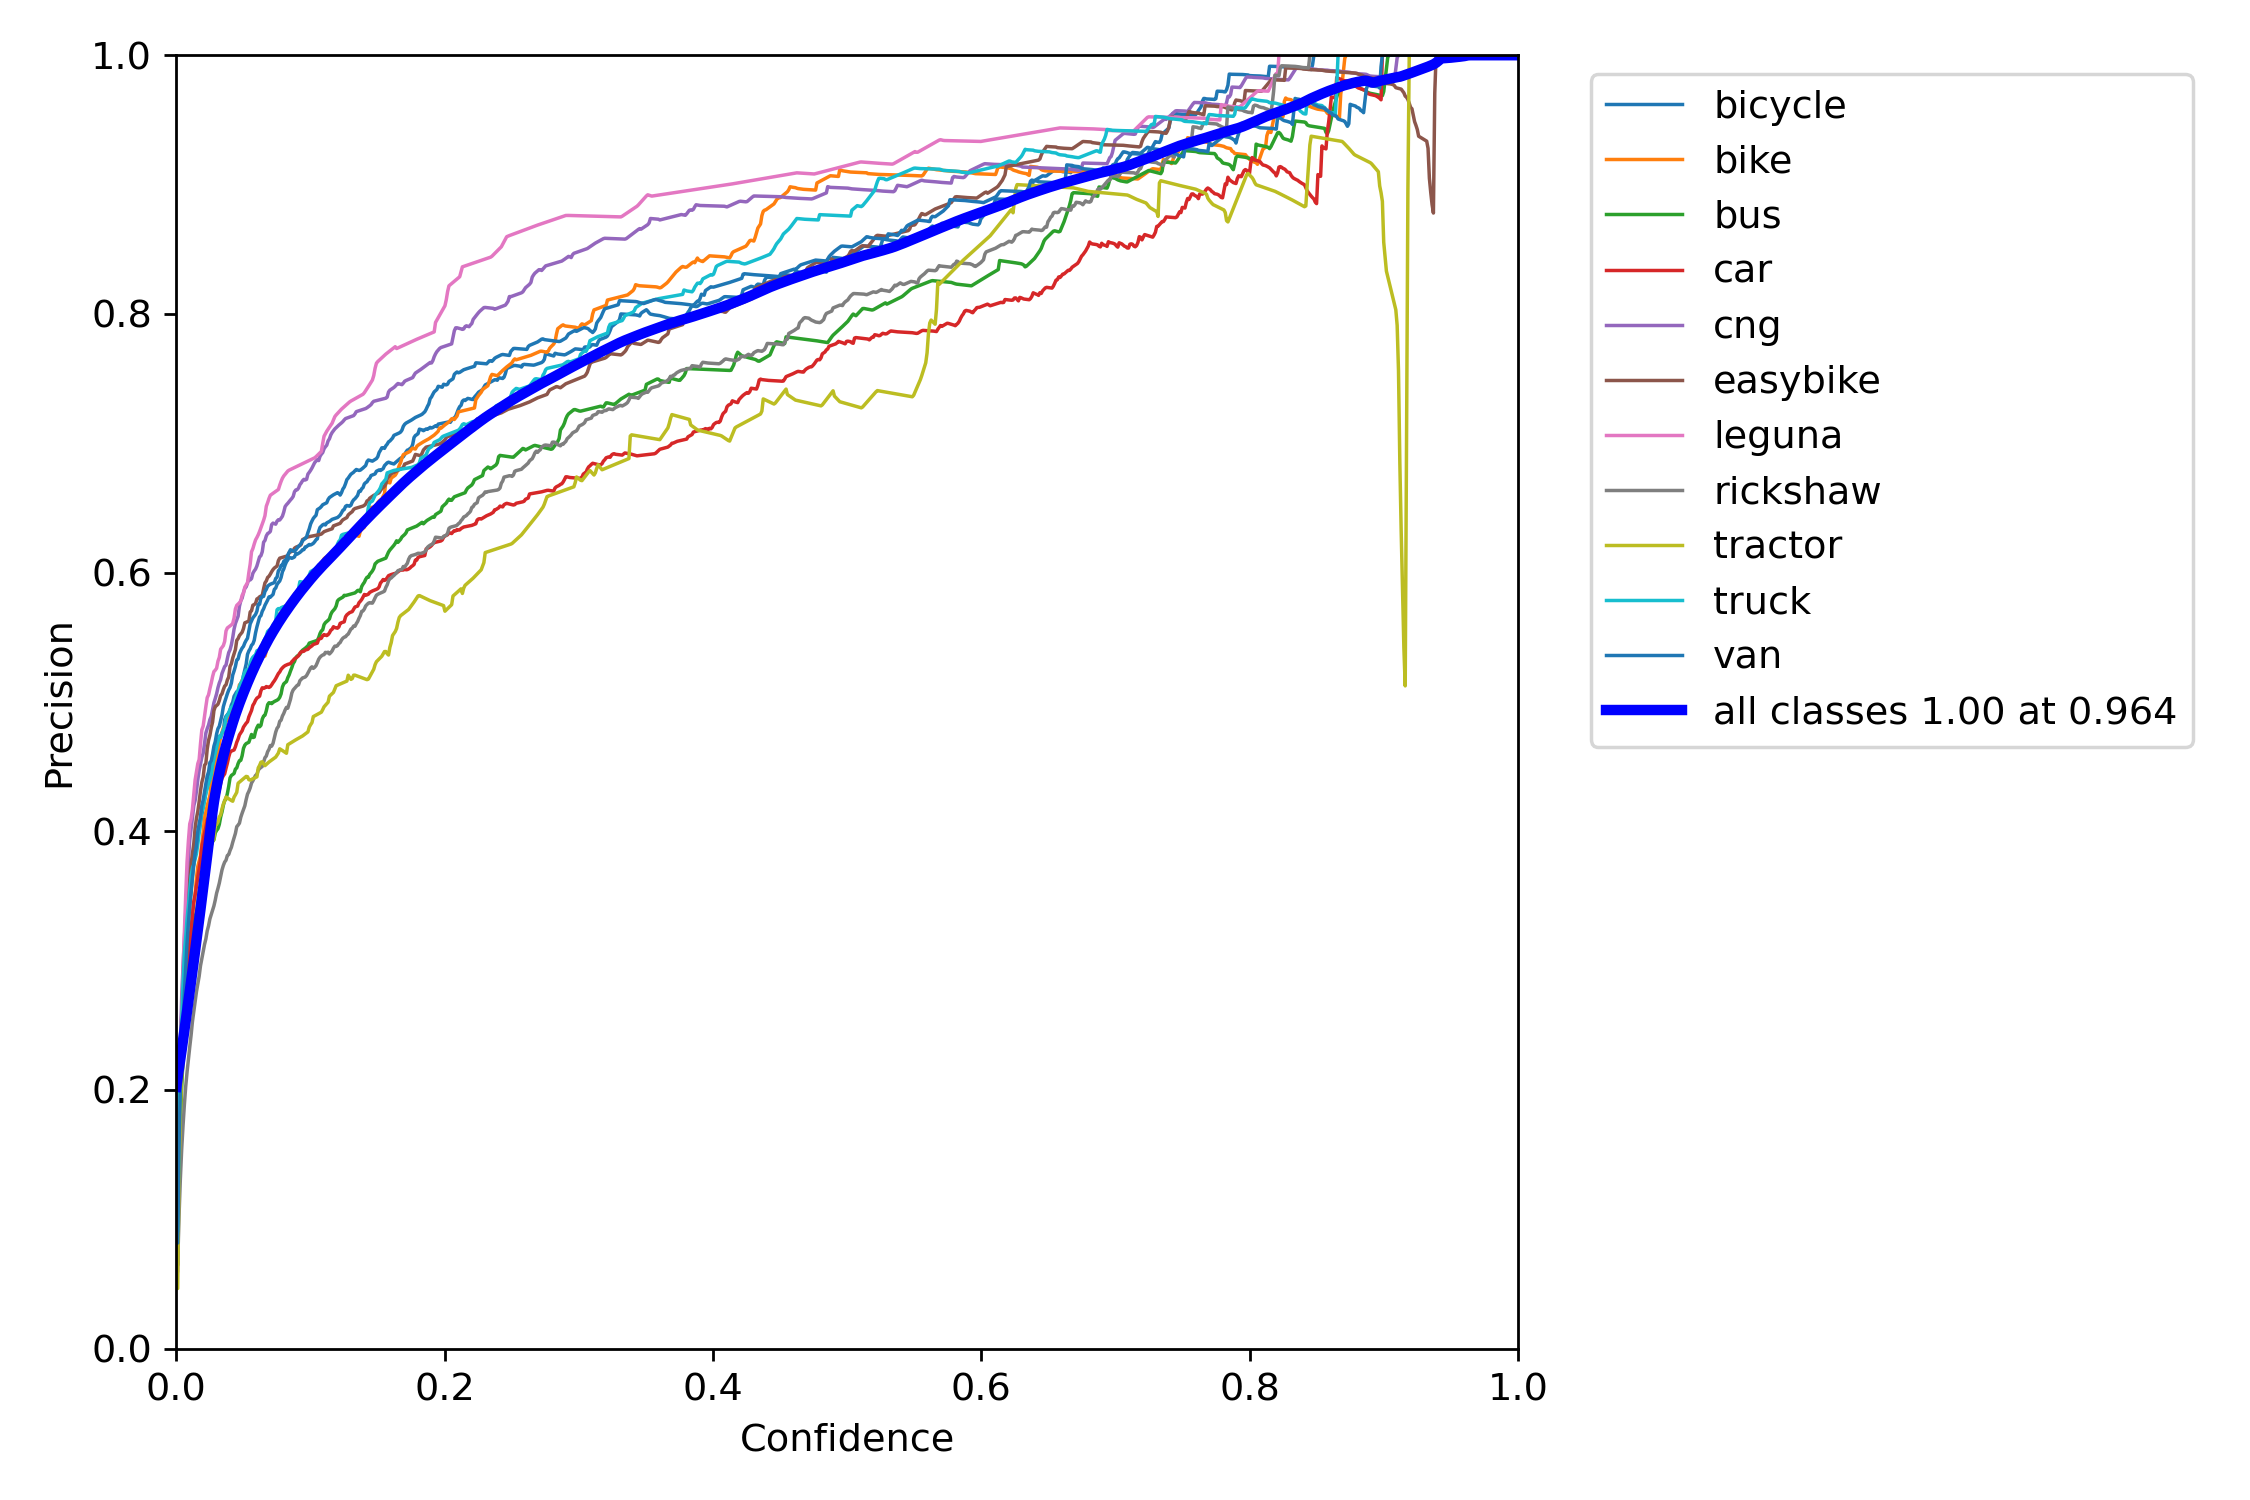 1.0
0.8
0.6
0.4
0.2
0.0
0.0 0.2 0.4 0.6 0.8 1.0
Precision
Confidence
bicycle
bike
bus
car
cng
easybike
leguna
rickshaw
tractor
truck
van
all classes 1.00 at 0.964